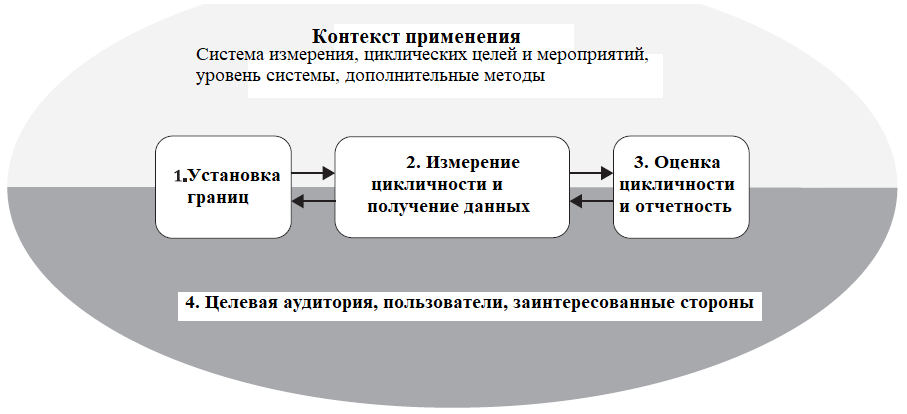 Контекст применения
Система измерения, циклических целей и мероприятий,
уровень системы, дополнительные методы
1.Установка
границ
2. Измерение
цикличности и
получение данных
3. Оценка
цикличности
и отчетность
4. Целевая аудитория, пользователи, заинтересованные стороны